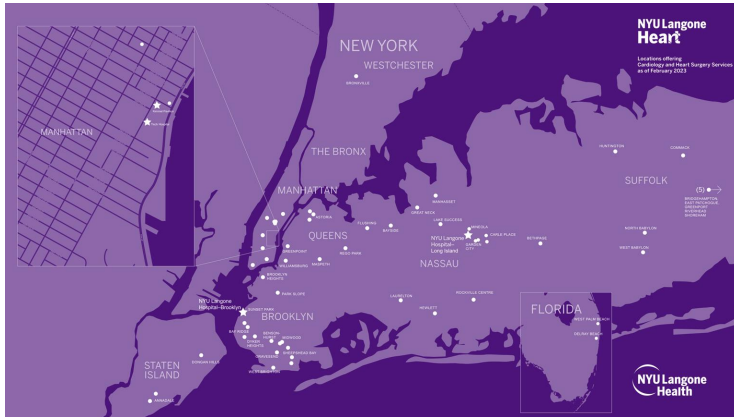 NYU Langone
Heart
Locations offering
Cardiology and Heart Surgery Services
as of February 2023
NEW YORK
WESTCHESTER
BRONXVILLE
MANHATTAN
THE BRONX
MANHATTAN
HUNTINGTON
COMMACK
SUFFOLK
(5)
BRIDGEHAMPTON
EAST PATCHOGUE
GREENPORT
RIVERHEAD
SHOREHAM
MANHASSET
GREAT NECK
LAKE SUCCESS
ASTORIA
FLUSHING
BAYSIDE
MINEOLA
CARLE PLACE
GARDEN
CITY
BETHPAGE
NORTH BABYLON
WEST BABYLON
QUEENS
NYU Langone
Hospital–
Long Island
NASSAU
GREENPOINT
REGO PARK
WILLIAMSBURG
MASPETH
BROOKLYN
HEIGHTS
PARK SLOPE
LAURELTON
HEWLETT
ROCKVILLE CENTRE
NYU Langone
Hospital–Brooklyn
SUNSET PARK
BROOKLYN
BAY RIDGE
DYKER
HEIGHTS
BENSON
HURST
MIDWOOD
GRAVESEND
SHEEPSHEAD BAY
WEST BRIGHTON
STATEN
ISLAND
DONGAN HILLS
ANNADALE
FLORIDA
WEST PALM BEACH
DELRAY BEACH
NYU Langone
Health